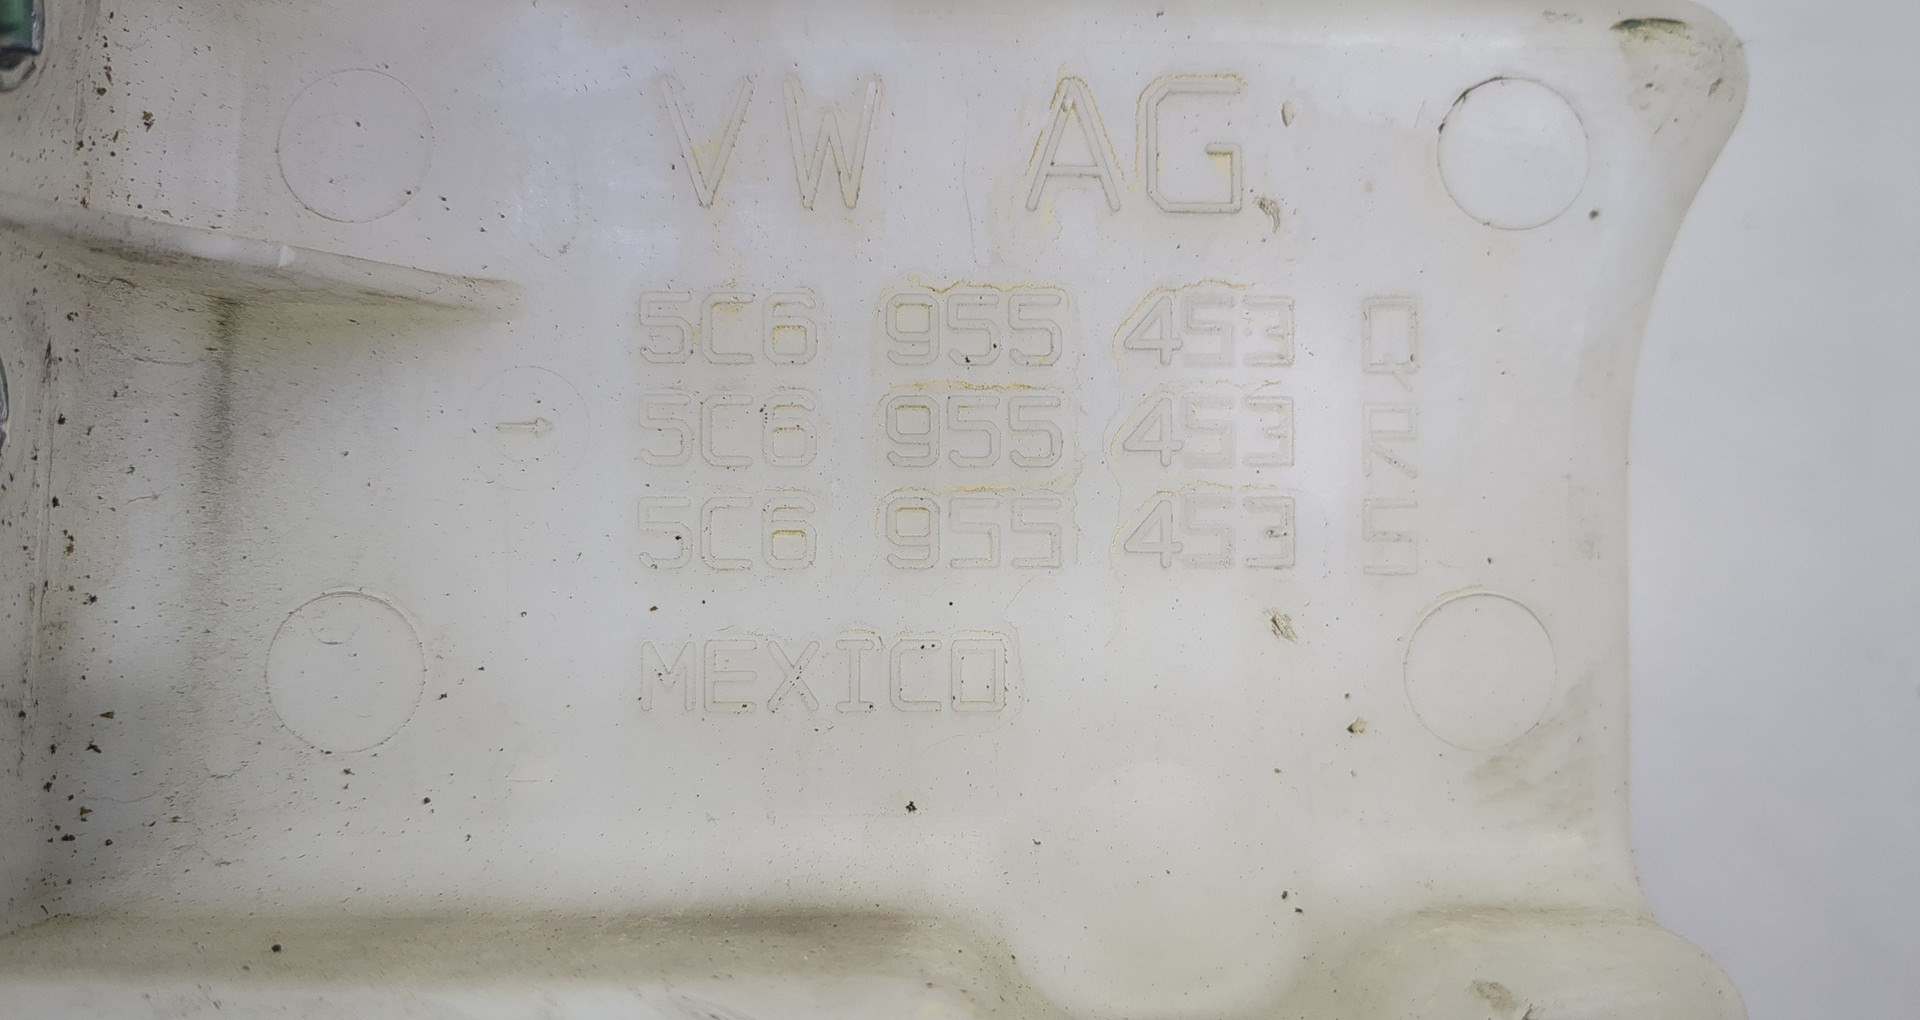 VW AG
5C6 955 453 Q
5C6 955 453 R
5C6 955 453 S
MEXICO